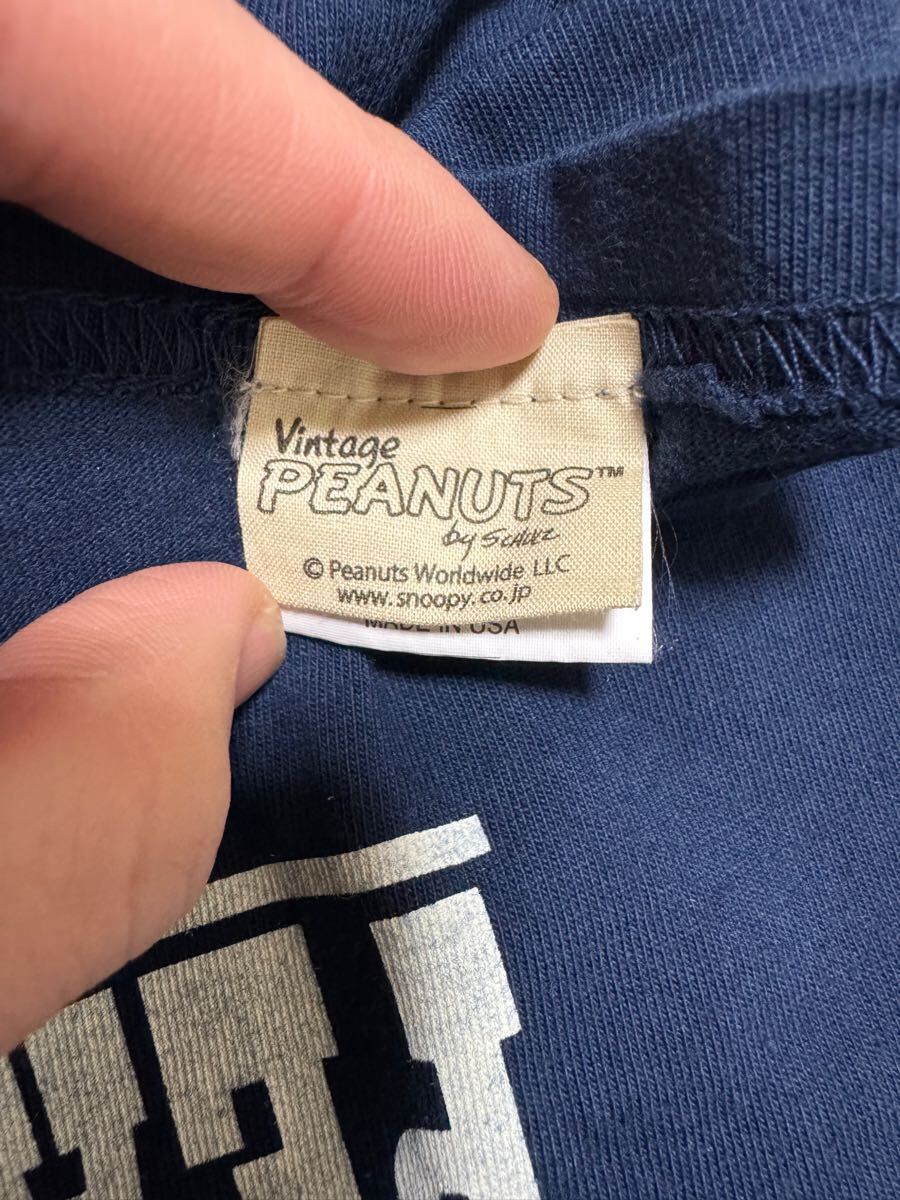 Vintage
PEANUTS™
by SCHULZ
© Peanuts Worldwide LLC
www.snoopy.co.jp
MADE IN USA